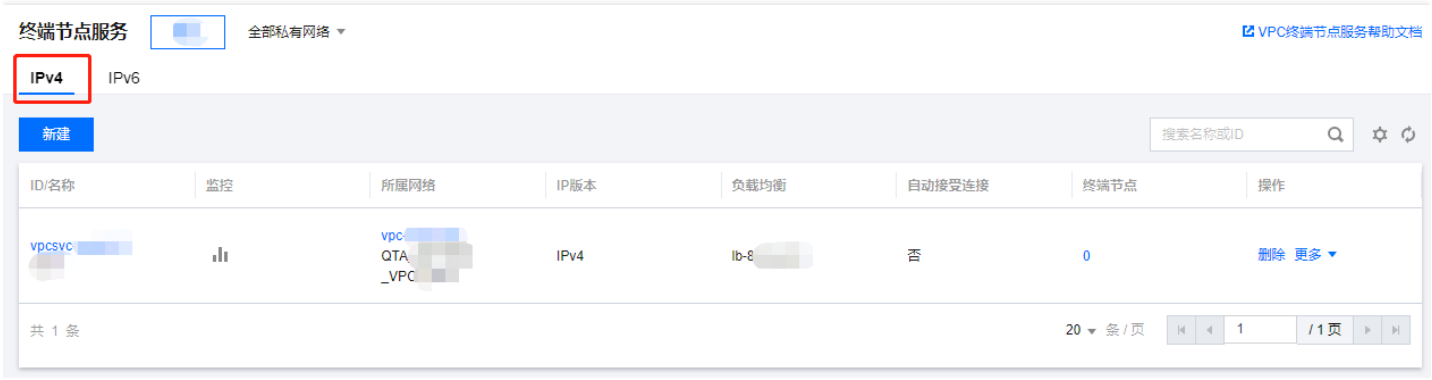 终端节点服务 全部私有网络 VPC终端节点服务帮助文档
IPv4 IPv6
新建 搜索名称或ID
ID/名称 监控 所属网络 IP版本 负载均衡 自动接受连接 终端节点 操作
vpcsvc- vpc- QTA_ _VPC IPv4 lb-8 否 0 删除 更多
共 1 条 20 条 / 页 1 / 1 页